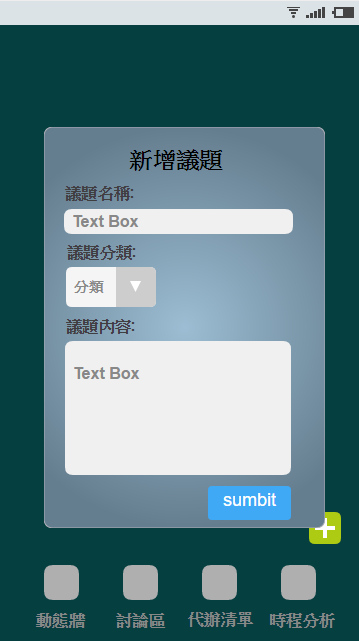 新增議題
議題名稱:
Text Box
議題分類:
分類 ▼
議題內容:
Text Box
sumbit
動態牆 討論區 代辦清單 時程分析